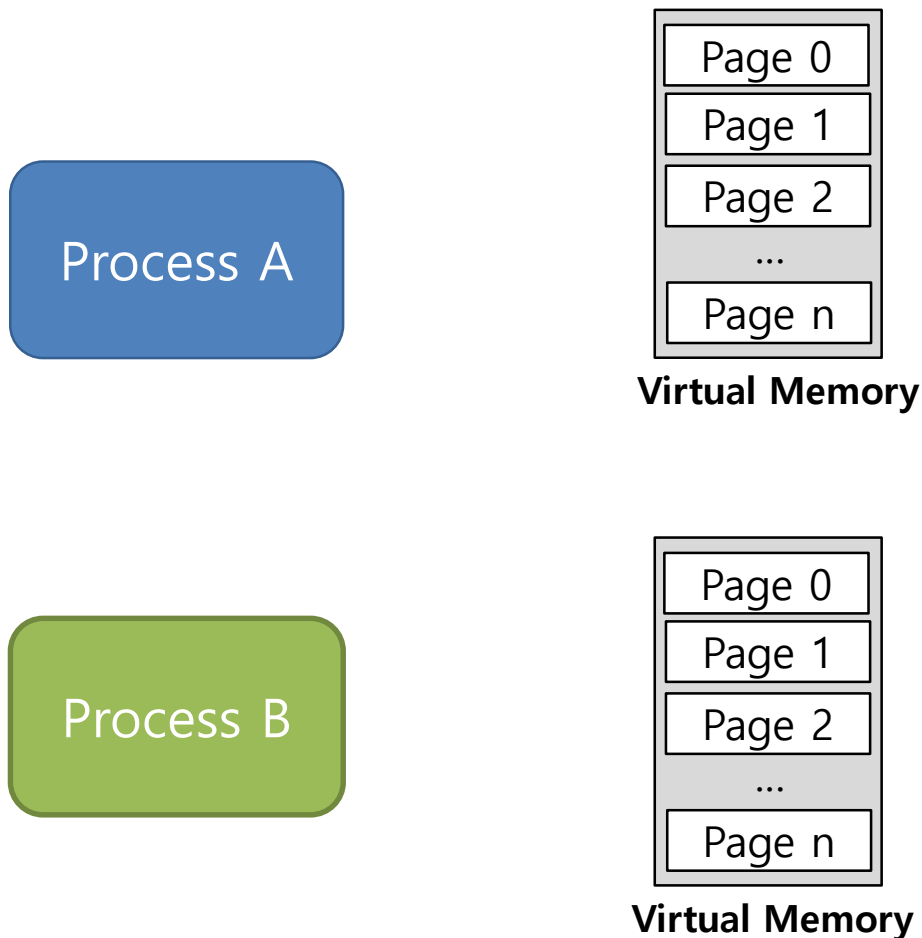 Page 0
Page 1
Process A
Page 2
...
Page n
Virtual Memory
Page 0
Page 1
Process B
Page 2
...
Page n
Virtual Memory